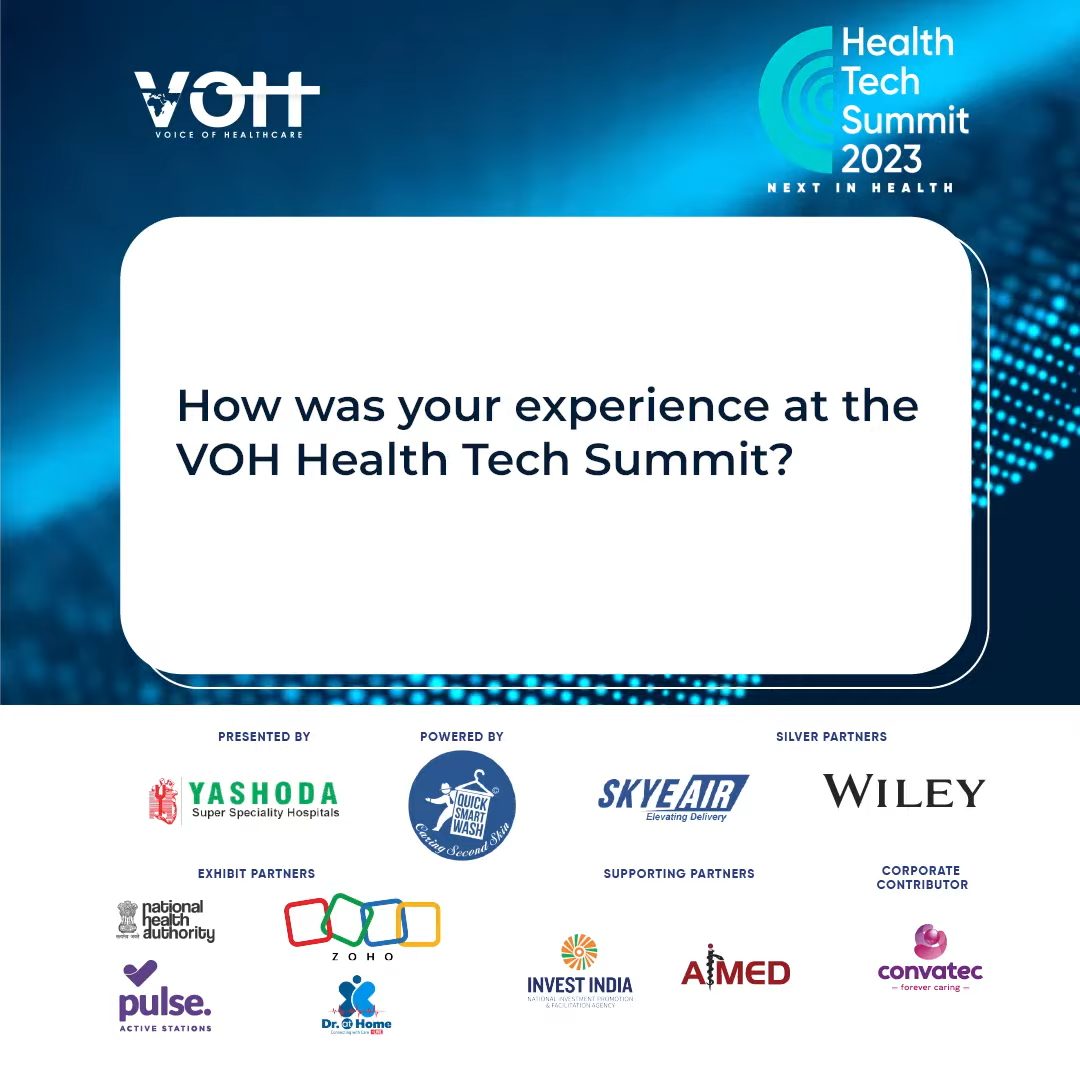 VOH
VOICE OF HEALTHCARE
Health
Tech
Summit
2023
NEXT IN HEALTH
How was your experience at the
VOH Health Tech Summit?
PRESENTED BY
YASHODA
Super Speciality Hospitals
POWERED BY
QUICK
SMART
WASH
©
Caring Second Skin
SILVER PARTNERS
SKYE AIR
Elevating Delivery
WILEY
EXHIBIT PARTNERS
national
health
authority
ZOHO
pulse.
ACTIVE STATIONS
Dr. at Home
SUPPORTING PARTNERS
INVEST INDIA
NATIONAL INVESTMENT PROMOTION
& FACILITATION AGENCY
AiMED
CORPORATE
CONTRIBUTOR
convatec
— forever caring —